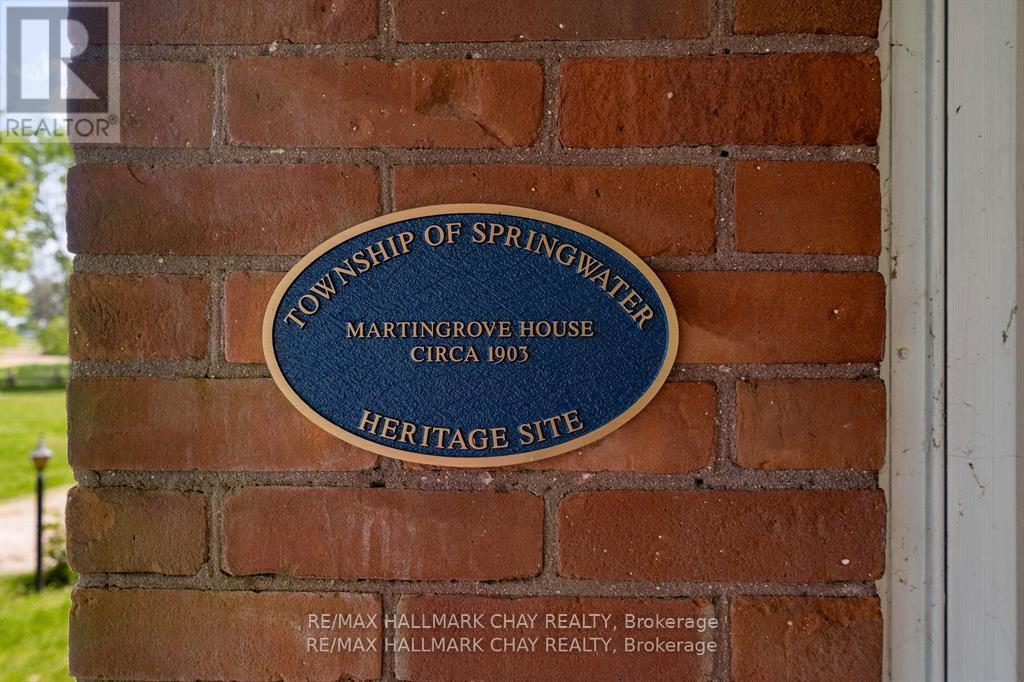 REALTOR®
TOWNSHIP OF SPRINGWATER
MARTINGROVE HOUSE
CIRCA 1903
HERITAGE SITE
, RE/MAX HALLMARK CHAY REALTY, Brokerage
RE/MAX HALLMARK CHAY REALTY, Brokerage